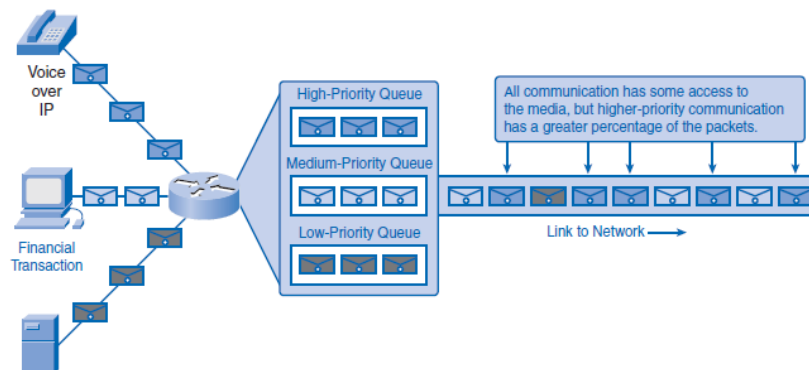 Voice
over
IP
Financial
Transaction
High-Priority Queue
Medium-Priority Queue
Low-Priority Queue
All communication has some access to
the media, but higher-priority communication
has a greater percentage of the packets.
Link to Network